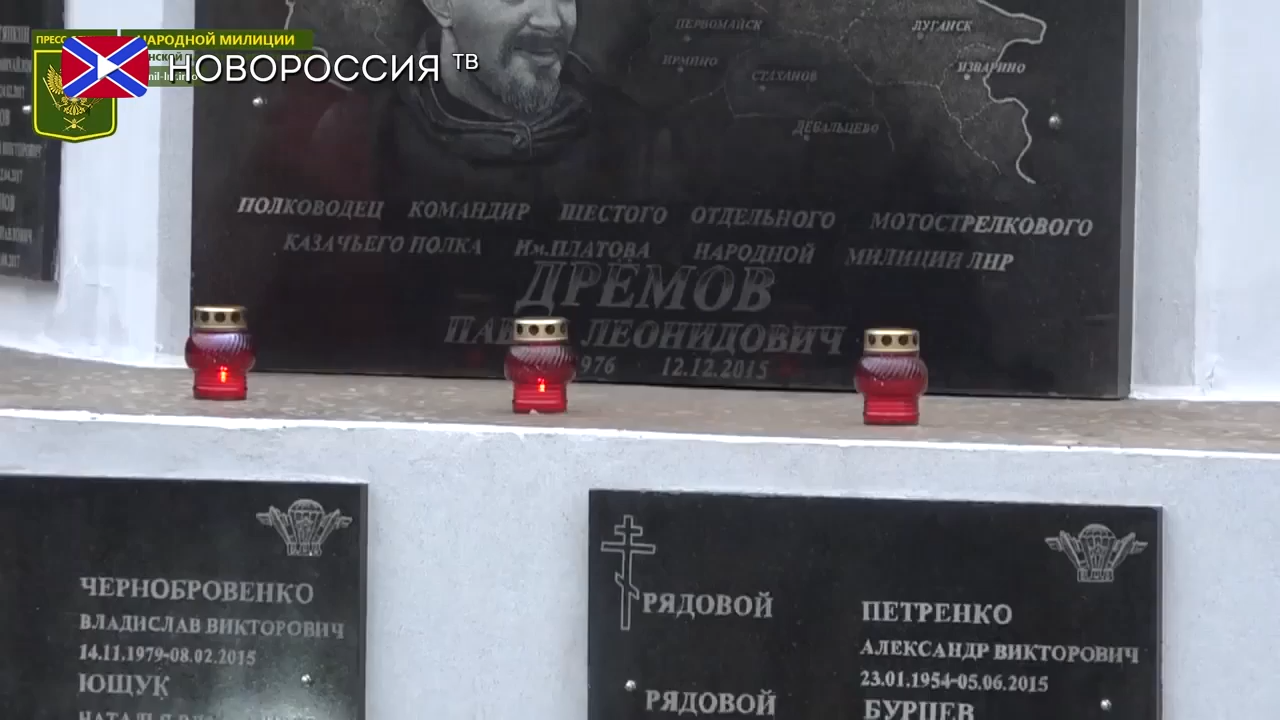 НАРОДНОЙ МИЛИЦИИ
НОВОРОССИЯ ТВ
ПЕРВОМАЙСК
ЛУГАНСК
ИРМИНО
СТАХАНОВ
ИЗВАРИНО
ДЕБАЛЬЦЕВО
ПОЛКОВОДЕЦ КОМАНДИР ШЕСТОГО ОТДЕЛЬНОГО МОТОСТРЕЛКОВОГО
КАЗАЧЬЕГО ПОЛКА Им.ПЛАТОВА НАРОДНОЙ МИЛИЦИИ ЛНР
ДРЕМОВ
ЛЕОНИДОВИЧ
12.12.2015
ЧЕРНОБРОВЕНКО
ВЛАДИСЛАВ ВИКТОРОВИЧ
14.11.1979-08.02.2015
ЮЩУК
РЯДОВОЙ
ПЕТРЕНКО
АЛЕКСАНДР ВИКТОРОВИЧ
23.01.1954-05.06.2015
РЯДОВОЙ
БУРЦЕВ